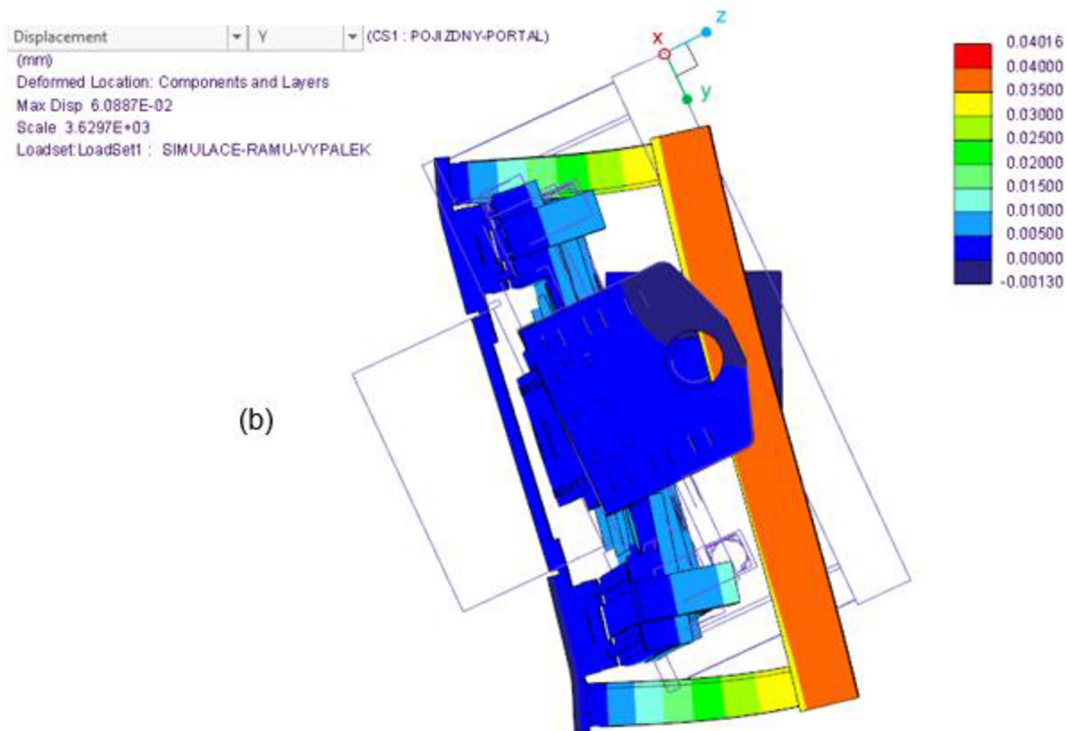 Displacement Y (CS1 : POJIZDNY-PORTAL)
(mm)
Deformed Location: Components and Layers
Max Disp 6.0887E-02
Scale 3.6297E+03
Loadset:LoadSet1 : SIMULACE-RAMU-VYPALEK
x
z
y
0.04016
0.04000
0.03500
0.03000
0.02500
0.02000
0.01500
0.01000
0.00500
0.00000
-0.00130
(b)